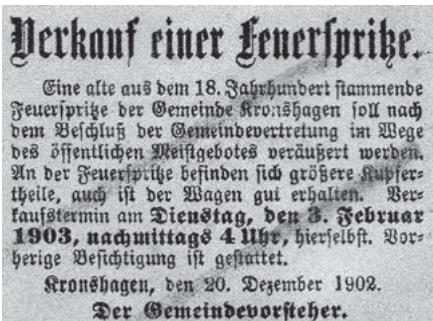 Verkauf einer Feuerſpritze.
Eine alte aus dem 18. Jahrhundert ſtammende
Feuerſpritze der Gemeinde Kronshagen ſoll nach
dem Beſchluß der Gemeindevertretung im Wege
des öffentlichen Meiſtgebotes veräußert werden.
An der Feuerſpritze befinden ſich größere Kupfer-
theile, auch iſt der Wagen gut erhalten. Ver-
kaufstermin am Dienstag, den 3. Februar
1903, nachmittags 4 Uhr, hierſelbſt. Vor-
herige Beſichtigung iſt geſtattet.
Kronshagen, den 20. Dezember 1902.
Der Gemeindevorſteher.